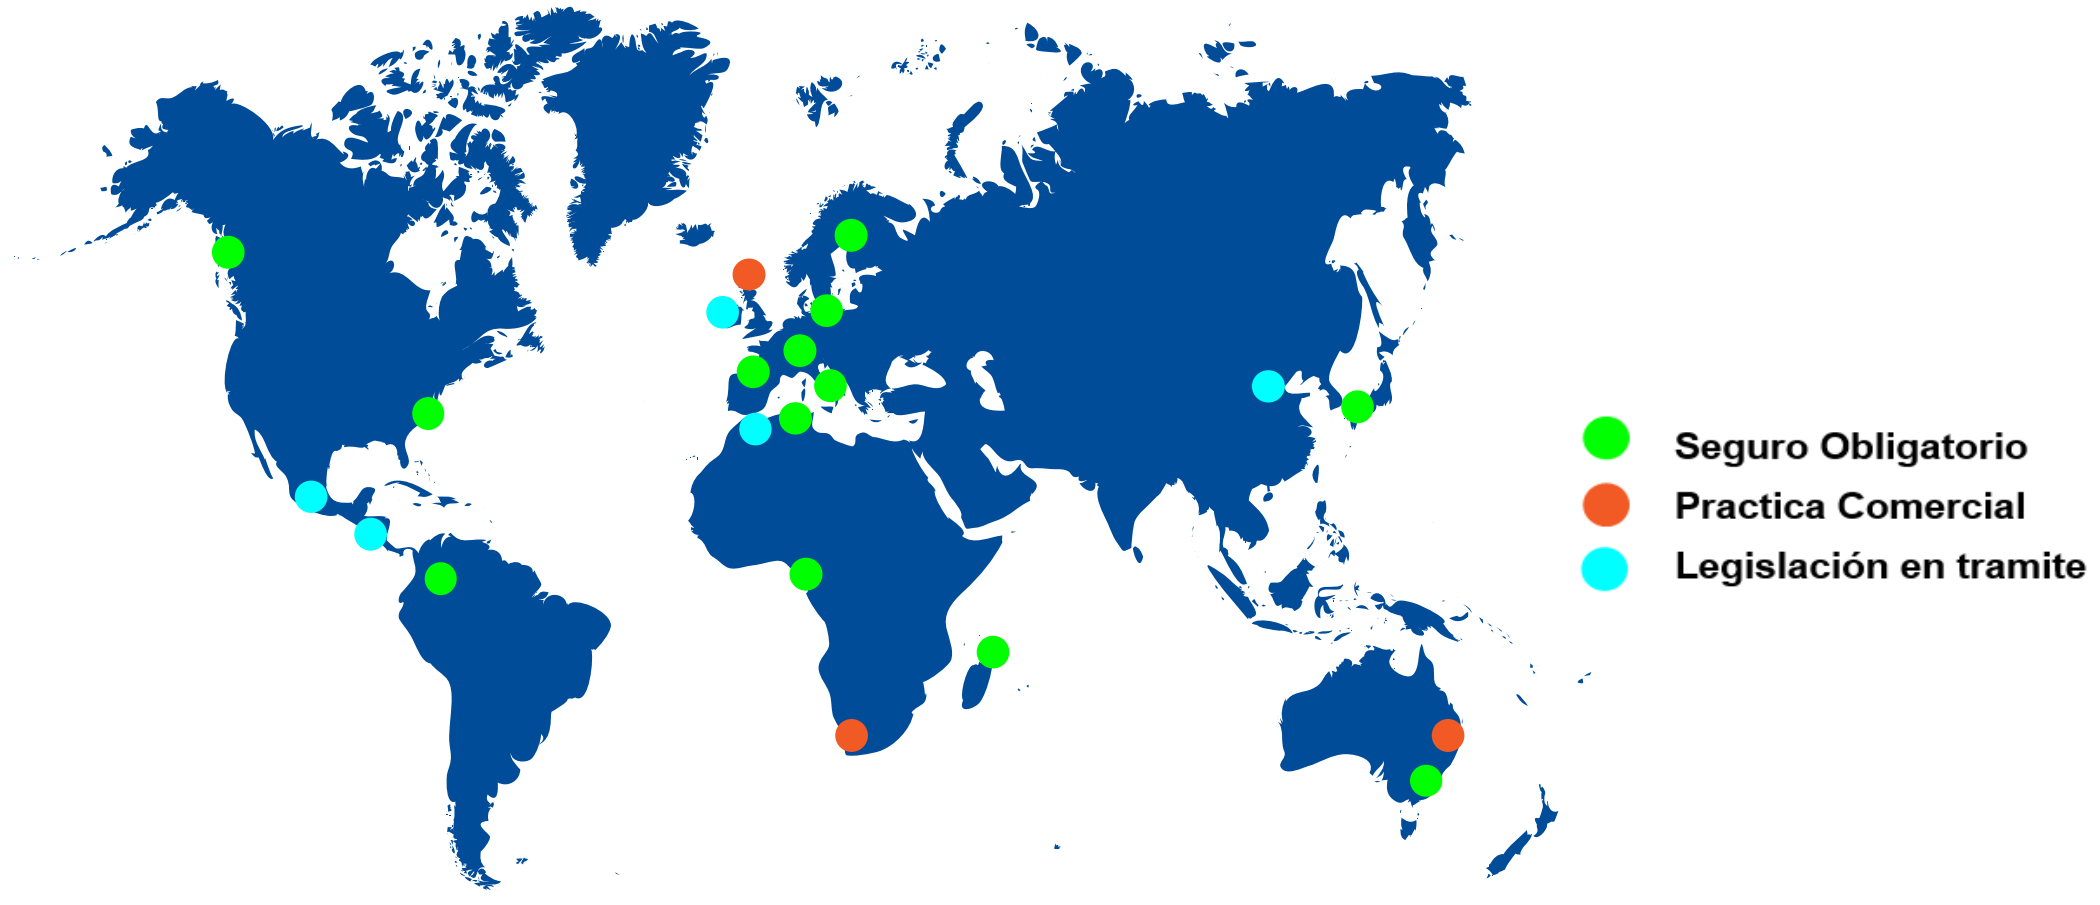 Seguro Obligatorio
Practica Comercial
Legislación en tramite